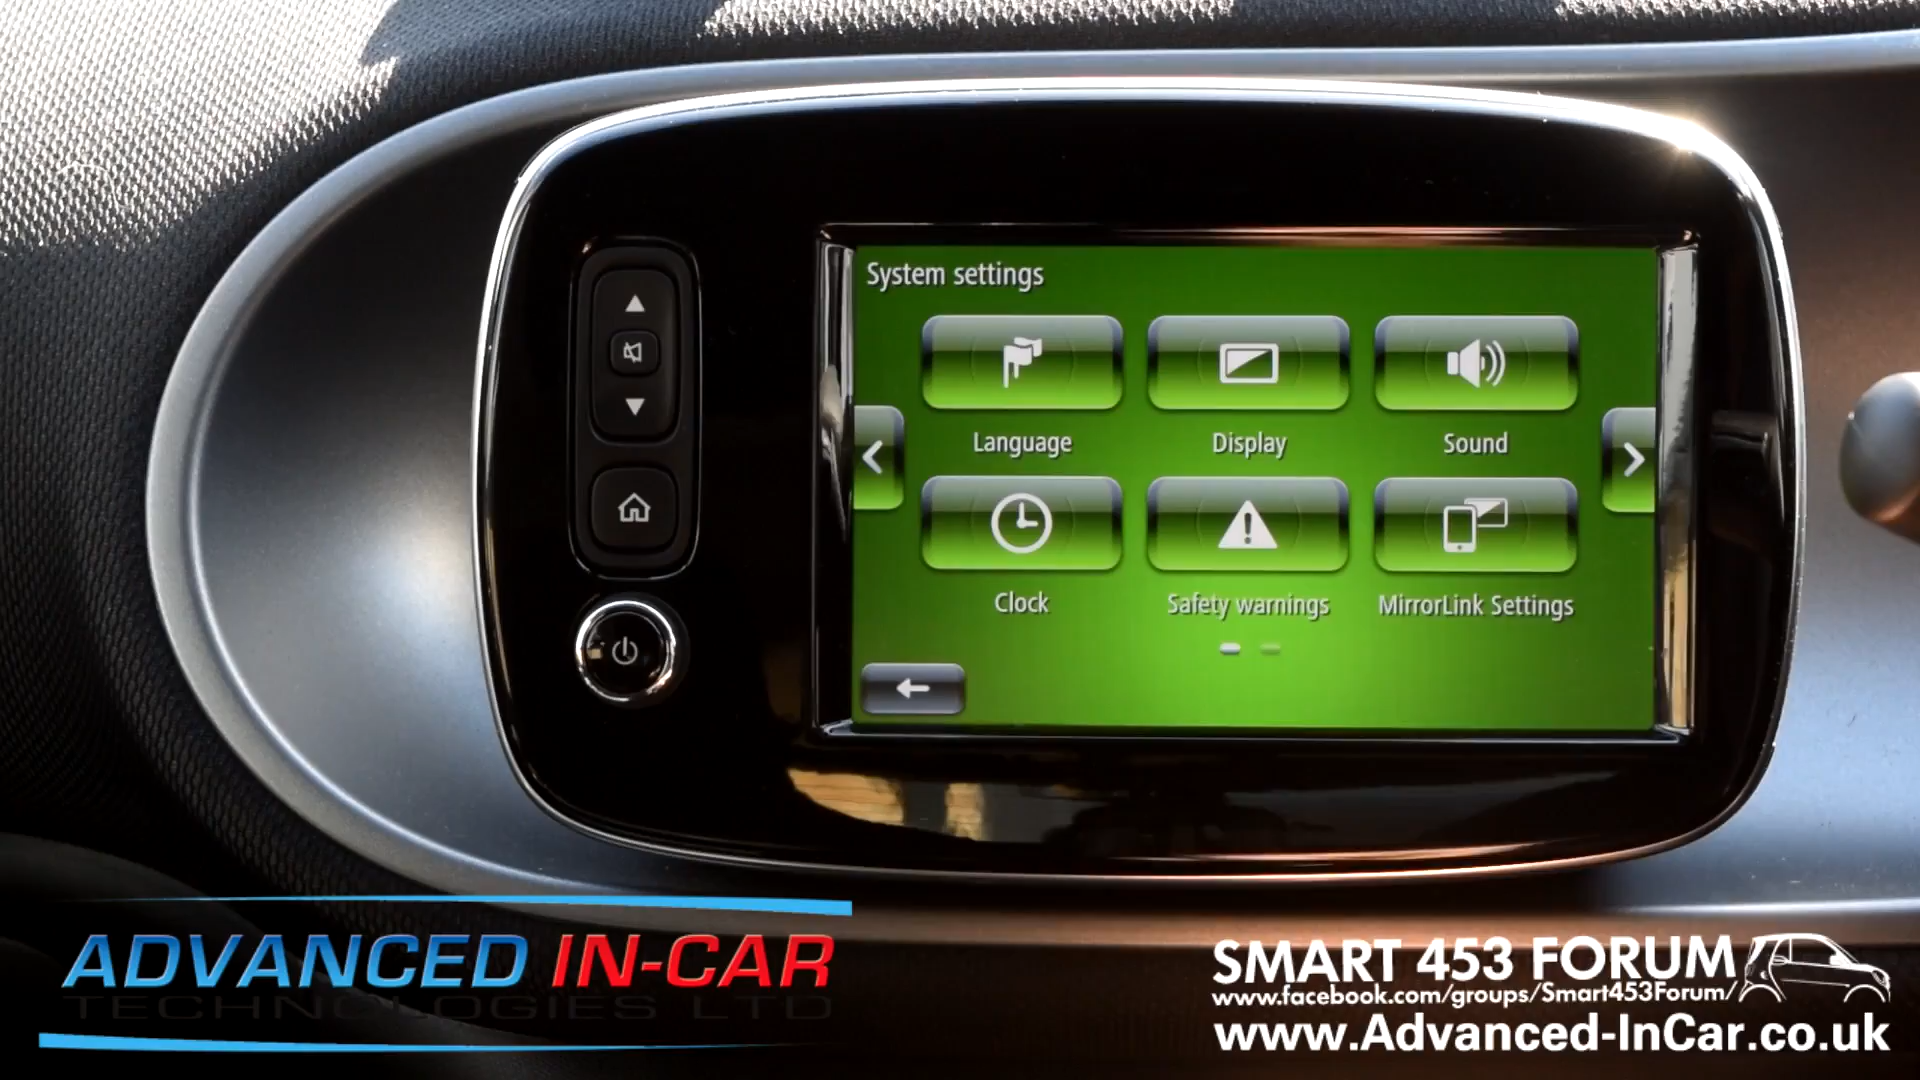 System settings
Language
Display
Sound
Clock
Safety warnings
MirrorLink Settings
ADVANCED IN-CAR
TECHNOLOGIES LTD
SMART 453 FORUM
www.facebook.com/groups/Smart453Forum/
www.Advanced-InCar.co.uk